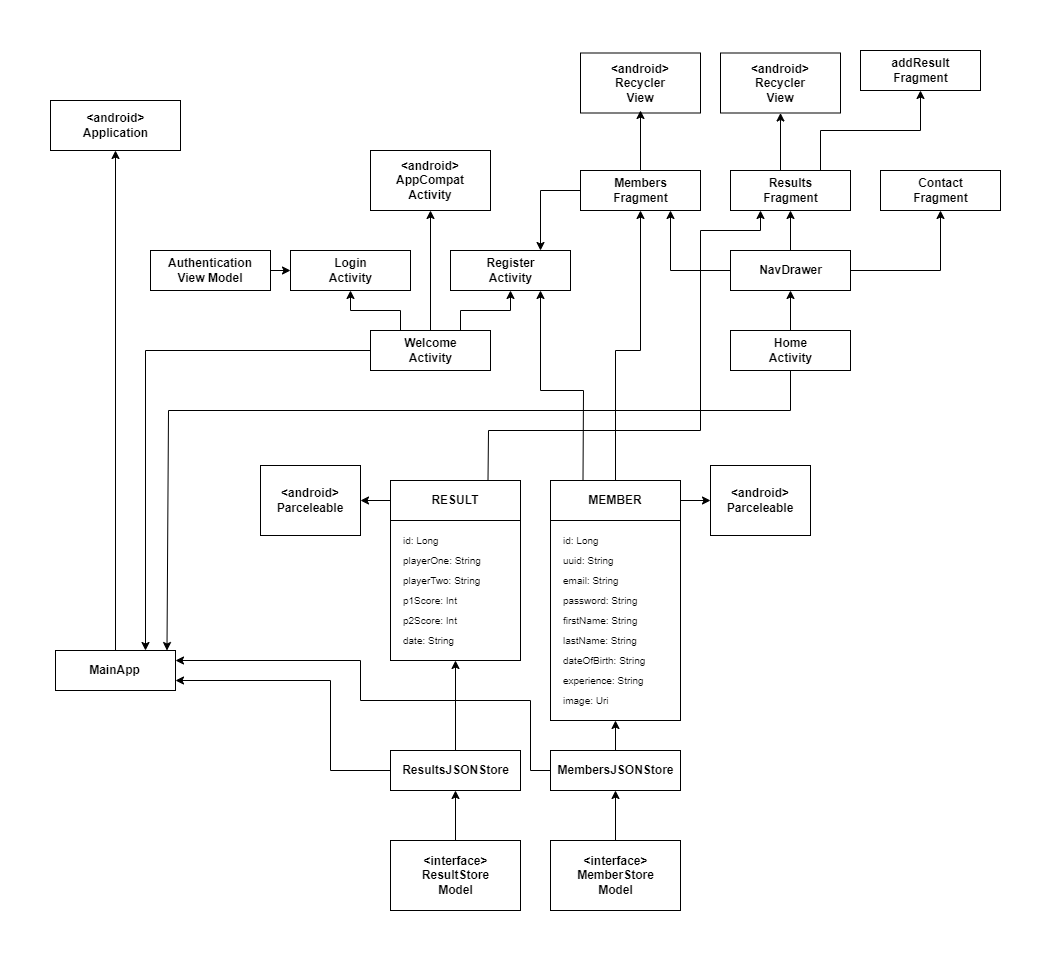 <android>
Recycler
View
<android>
Recycler
View
addResult
Fragment
<android>
Application
<android>
AppCompat
Activity
Members
Fragment
Results
Fragment
Contact
Fragment
Authentication
View Model
Login
Activity
Register
Activity
NavDrawer
Welcome
Activity
Home
Activity
<android>
Parceleable
RESULT
id: Long
playerOne: String
playerTwo: String
p1Score: Int
p2Score: Int
date: String
MEMBER
id: Long
uuid: String
email: String
password: String
firstName: String
lastName: String
dateOfBirth: String
experience: String
image: Uri
<android>
Parceleable
MainApp
ResultsJSONStore
MembersJSONStore
<interface>
ResultStore
Model
<interface>
MemberStore
Model